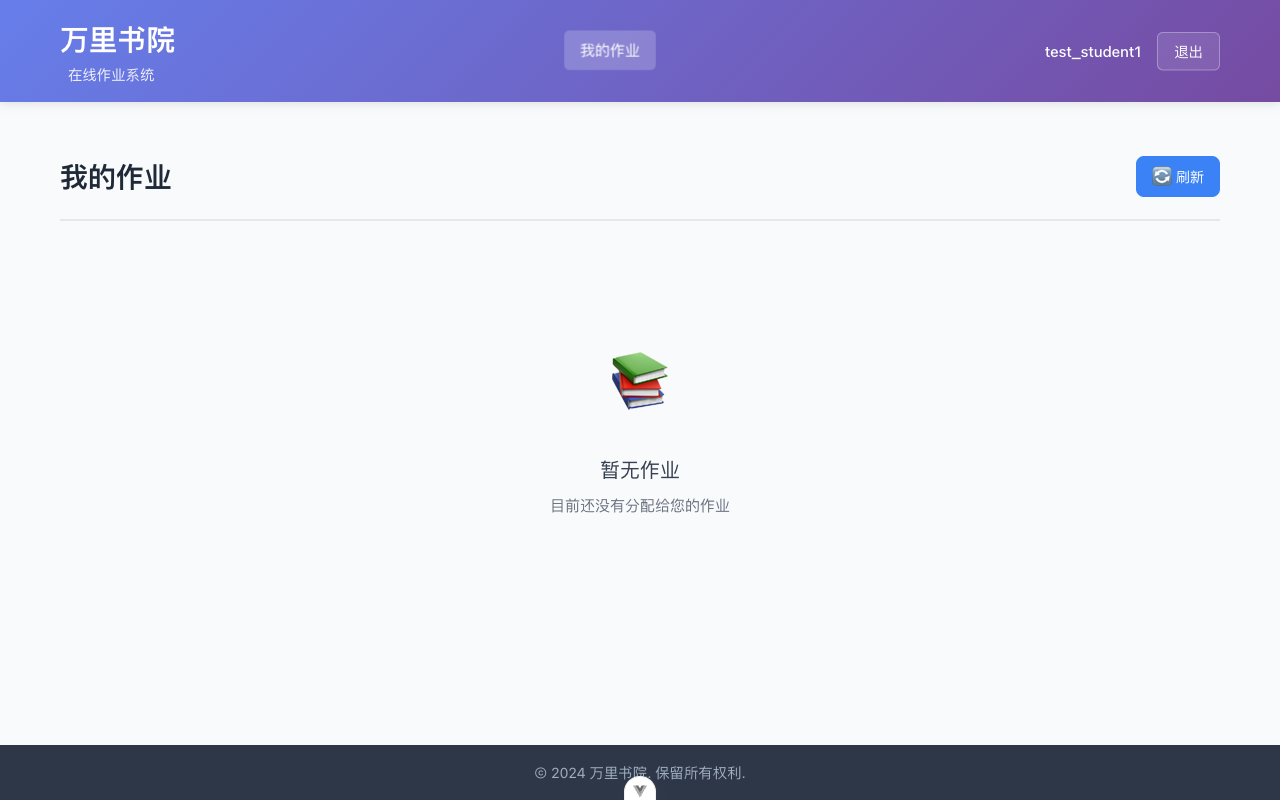 万里书院
在线作业系统
我的作业
test_student1
退出
我的作业
刷新
暂无作业
目前还没有分配给您的作业
© 2024 万里书院. 保留所有权利.